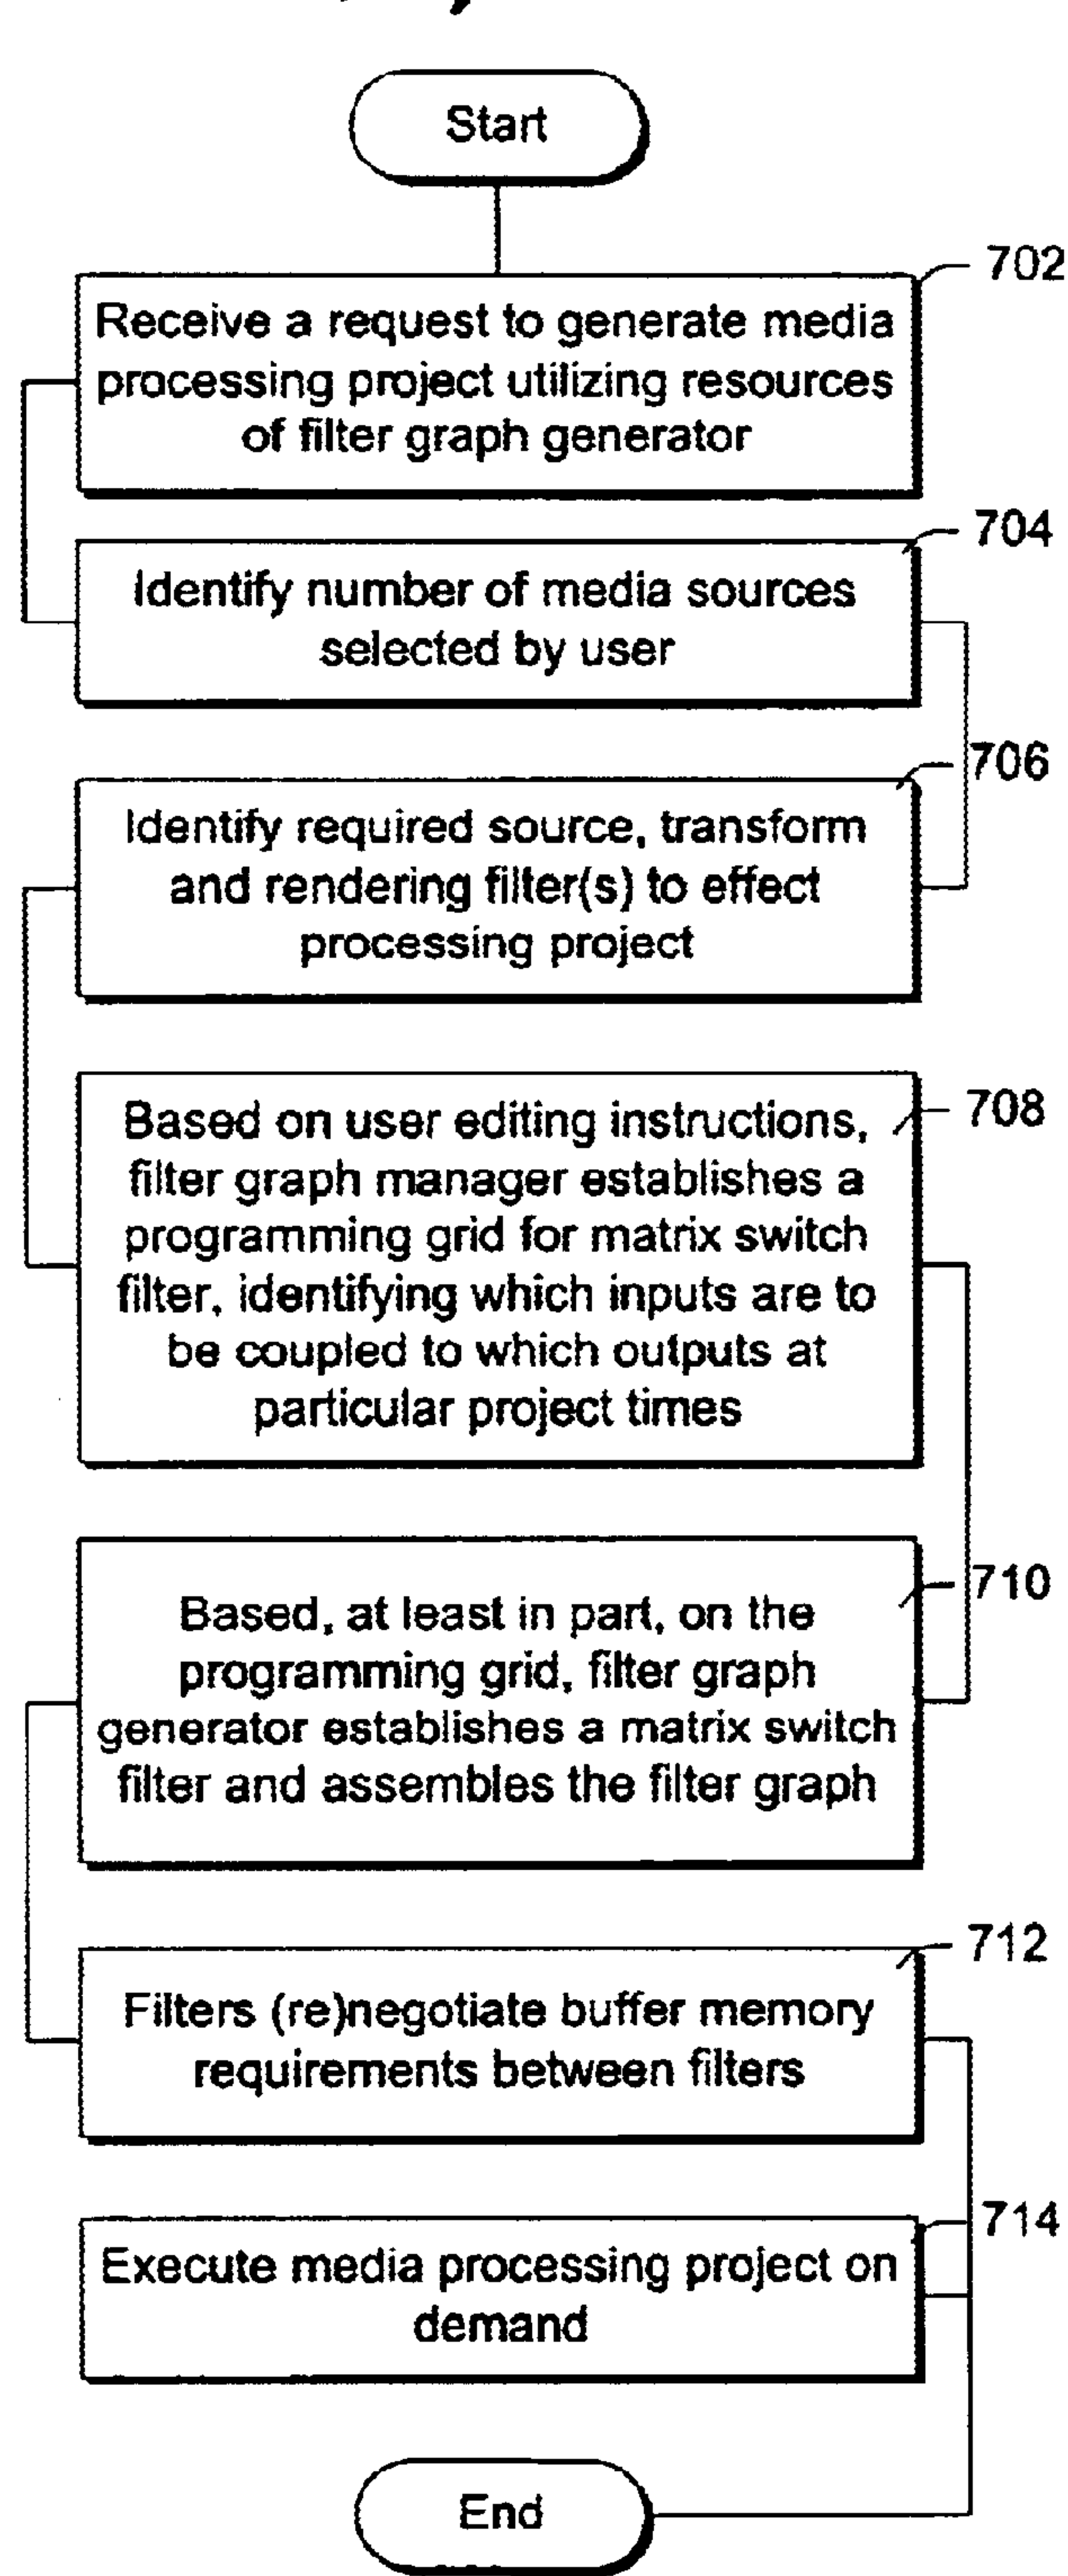 Start
702
Receive a request to generate media
processing project utilizing resources
of filter graph generator
704
Identify number of media sources
selected by user
706
Identify required source, transform
and rendering filter(s) to effect
processing project
708
Based on user editing instructions,
filter graph manager establishes a
programming grid for matrix switch
filter, identifying which inputs are to
be coupled to which outputs at
particular project times
710
Based, at least in part, on the
programming grid, filter graph
generator establishes a matrix switch
filter and assembles the filter graph
712
Filters (re)negotiate buffer memory
requirements between filters
714
Execute media processing project on
demand
End